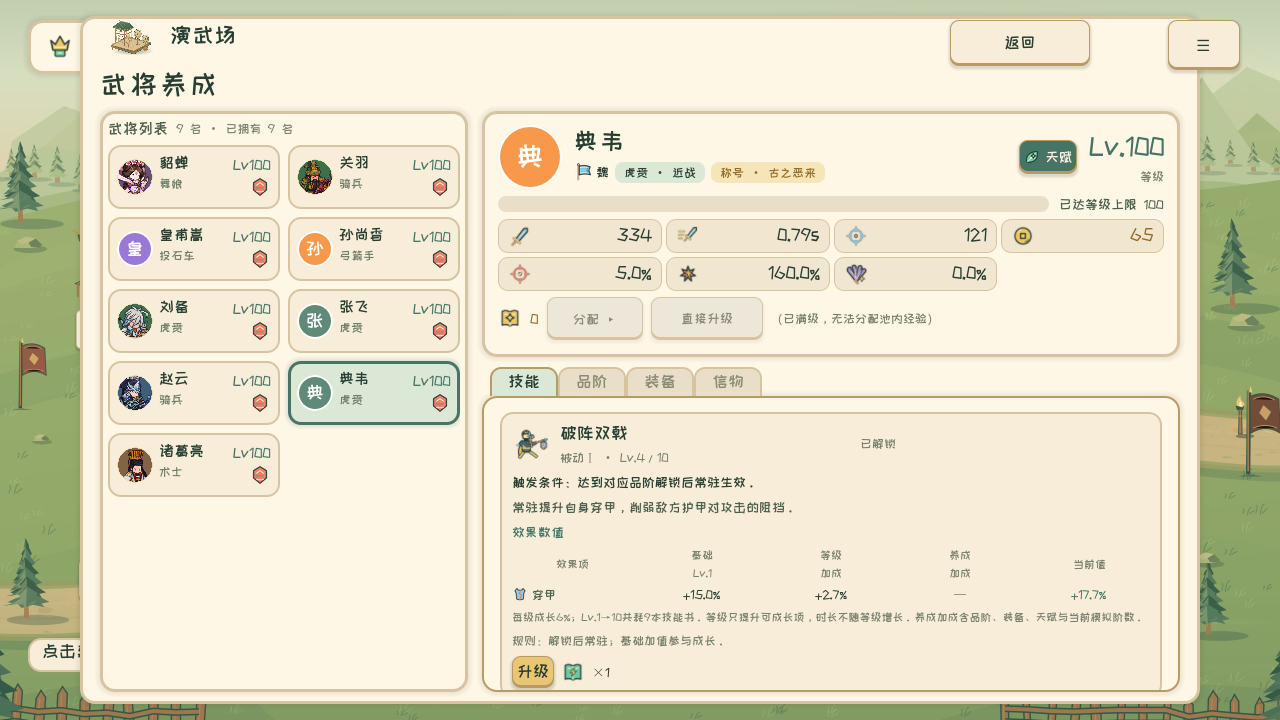 演武场
返回
☰
武将养成
武将列表 9 名 · 已拥有 9 名
貂蝉 Lv100
舞娘
关羽 Lv100
骑兵
皇 皇甫嵩 Lv100
投石车
孙 孙尚香 Lv100
弓箭手
刘备 Lv100
虎贲
张 张飞 Lv100
虎贲
赵云 Lv100
骑兵
典 典韦 Lv100
虎贲
诸葛亮 Lv100
术士
典 典韦
魏 虎贲 · 近战 称号 · 古之恶来
天赋 Lv.100
等级
已达等级上限 100
334 0.795 121 65
5.0% 160.0% 0.0%
0 分配 ▸ 直接升级 (已满级，无法分配池内经验)
技能 品阶 装备 信物
破阵双戟
被动Ⅰ · Lv.4 / 10
已解锁
触发条件：达到对应品阶解锁后常驻生效。
常驻提升自身穿甲，削弱敌方护甲对攻击的阻挡。
效果数值
效果项 基础 Lv.1 等级加成 养成加成 当前值
穿甲 +15.0% +2.7% — +17.7%
每级成长6%；Lv.1→10共耗9本技能书。等级只提升可成长项，时长不随等级增长。养成加成含品阶、装备、天赋与当前模拟阶数。
规则：解锁后常驻；基础加值参与成长。
升级 ×1
点击